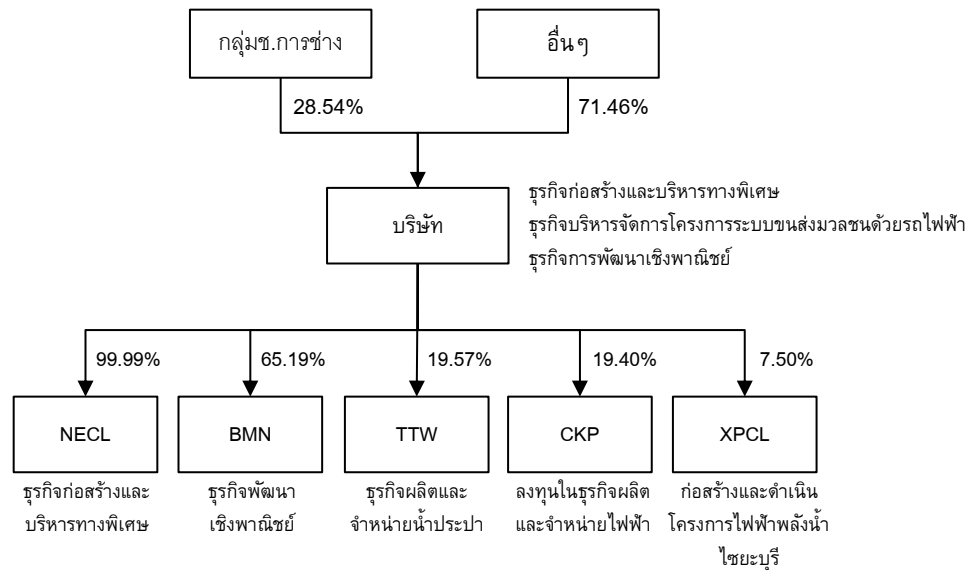 กลุ่มช.การช่าง
อื่นๆ
28.54%
71.46%
บริษัท
ธุรกิจก่อสร้างและบริหารทางพิเศษ
ธุรกิจบริหารจัดการโครงการระบบขนส่งมวลชนด้วยรถไฟฟ้า
ธุรกิจการพัฒนาเชิงพาณิชย์
99.99%
65.19%
19.57%
19.40%
7.50%
NECL
BMN
TTW
CKP
XPCL
ธุรกิจก่อสร้างและ
บริหารทางพิเศษ
ธุรกิจพัฒนา
เชิงพาณิชย์
ธุรกิจผลิตและ
จำหน่ายน้ำประปา
ลงทุนในธุรกิจผลิต
และจำหน่ายไฟฟ้า
ก่อสร้างและดำเนิน
โครงการไฟฟ้าพลังน้ำ
ไซยะบุรี